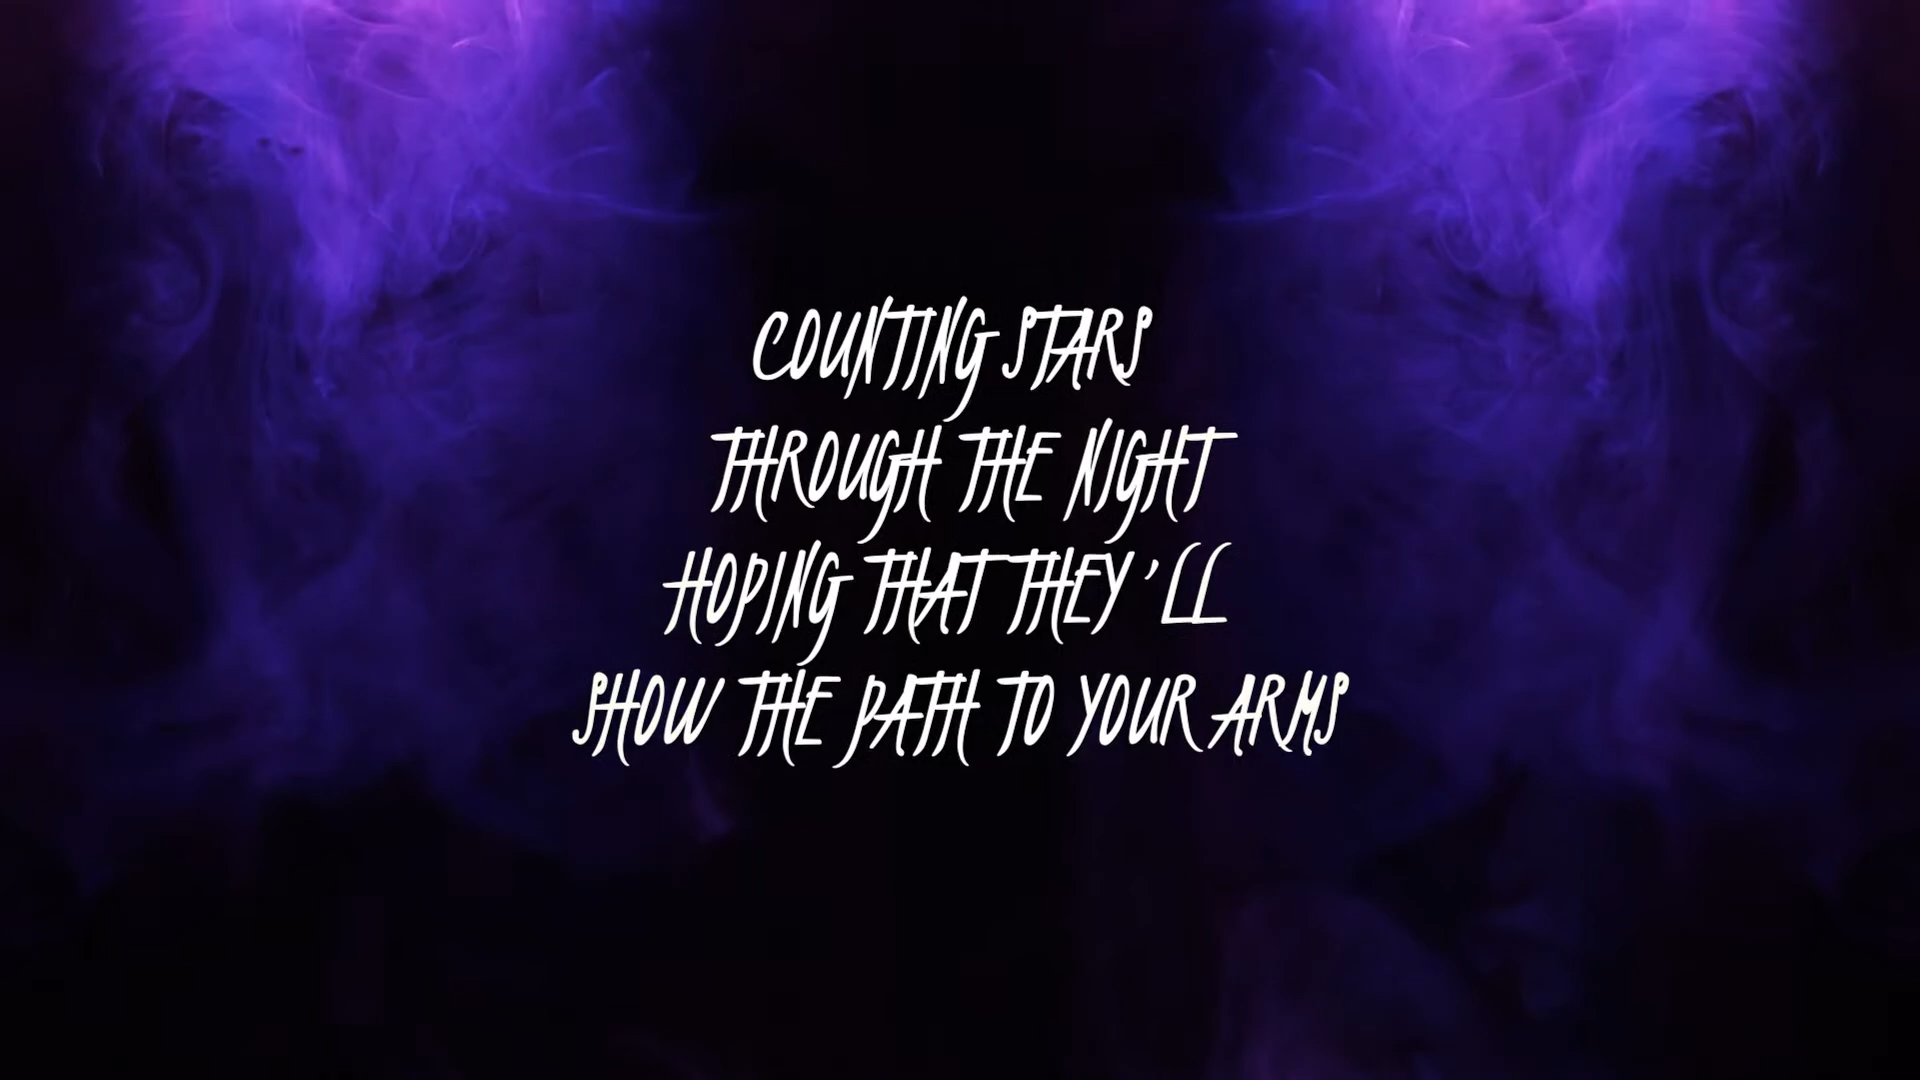 COUNTING STARS
THROUGH THE NIGHT
HOPING THAT THEY'LL
SHOW THE PATH TO YOUR ARMS